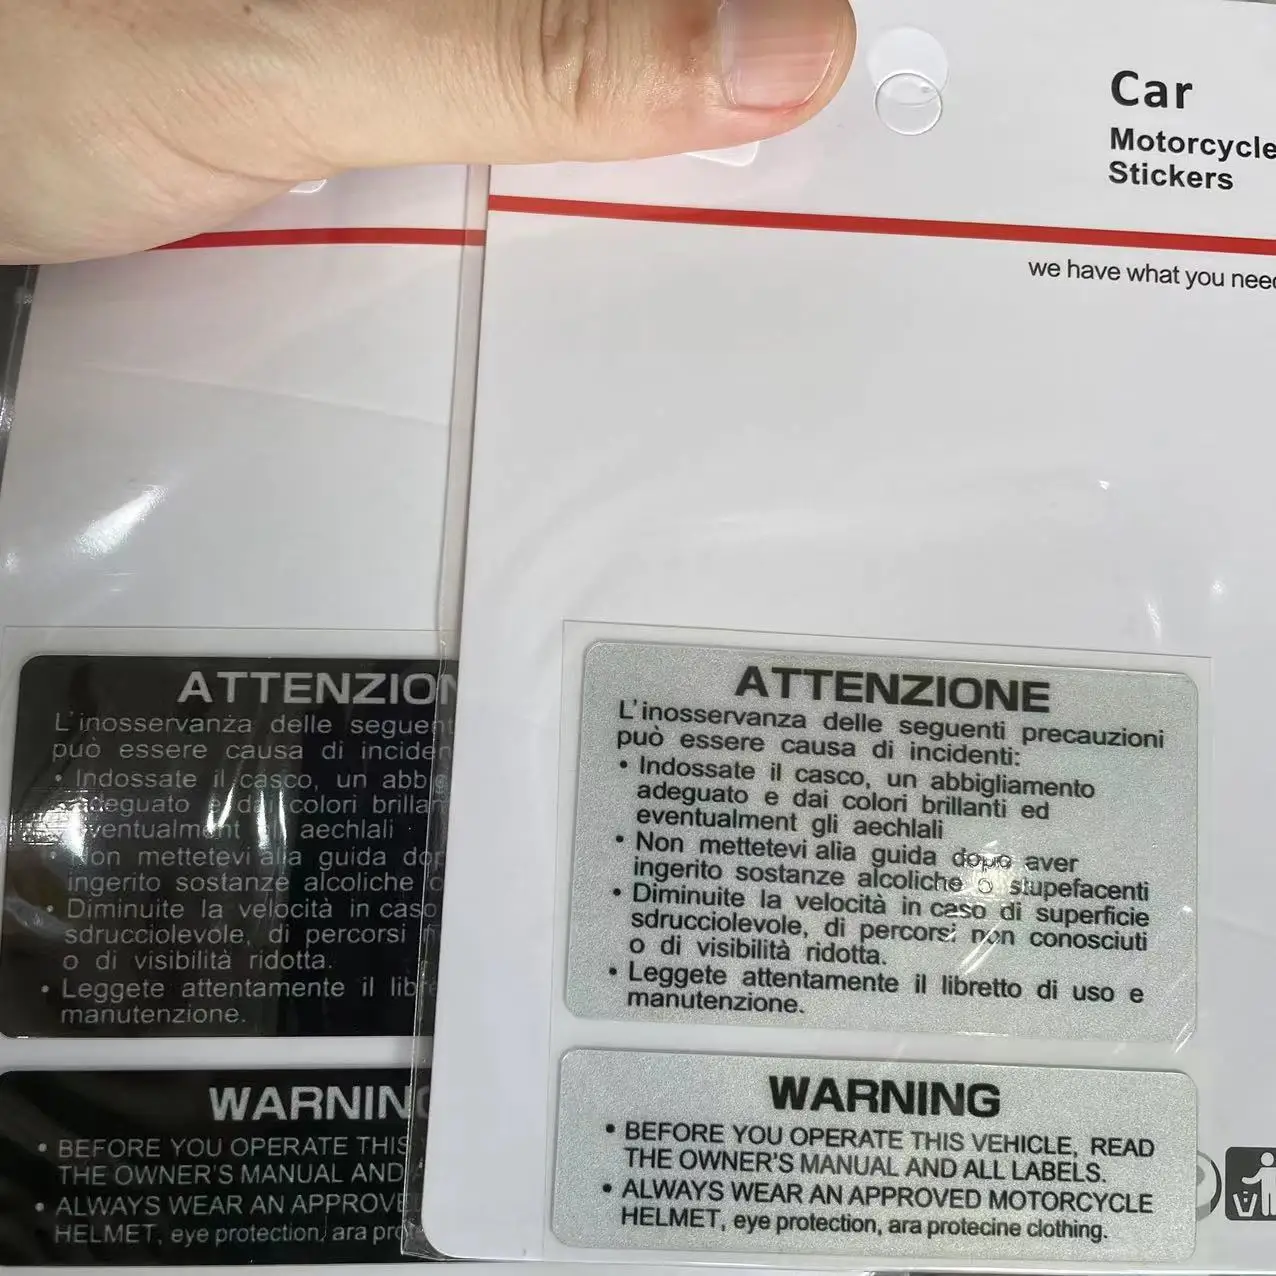 Car
Motorcycle
Stickers
we have what you need
ATTENZION
L'inosservanza delle seguent
può essere causa di inciden
• Indossate il casco, un abb
adeguato e dai colori brillan
eventualment gli aechlali
• Non mettetevi alia guida dop
ingerito sostanze alcoliche o
• Diminuite la velocità in caso
sdrucciolevole, di percorsi
o di visibilità ridotta.
• Leggete attentamente il libr
manutenzione.
WARNING
• BEFORE YOU OPERATE THIS
THE OWNER'S MANUAL AND
• ALWAYS WEAR AN APPROVE
HELMET, eye protection, ara pro
ATTENZIONE
L'inosservanza delle seguenti precauzioni
può essere causa di incidenti:
• Indossate il casco, un abbigliamento
adeguato e dai colori brillanti ed
eventualment gli aechlali
• Non mettetevi alia guida dopo aver
ingerito sostanze alcoliche o stupefacenti
• Diminuite la velocità in caso di superficie
sdrucciolevole, di percorsi non conosciuti
o di visibilità ridotta.
• Leggete attentamente il libretto di uso e
manutenzione.
WARNING
• BEFORE YOU OPERATE THIS VEHICLE, READ
THE OWNER'S MANUAL AND ALL LABELS.
• ALWAYS WEAR AN APPROVED MOTORCYCLE
HELMET, eye protection, ara protecine clothing.